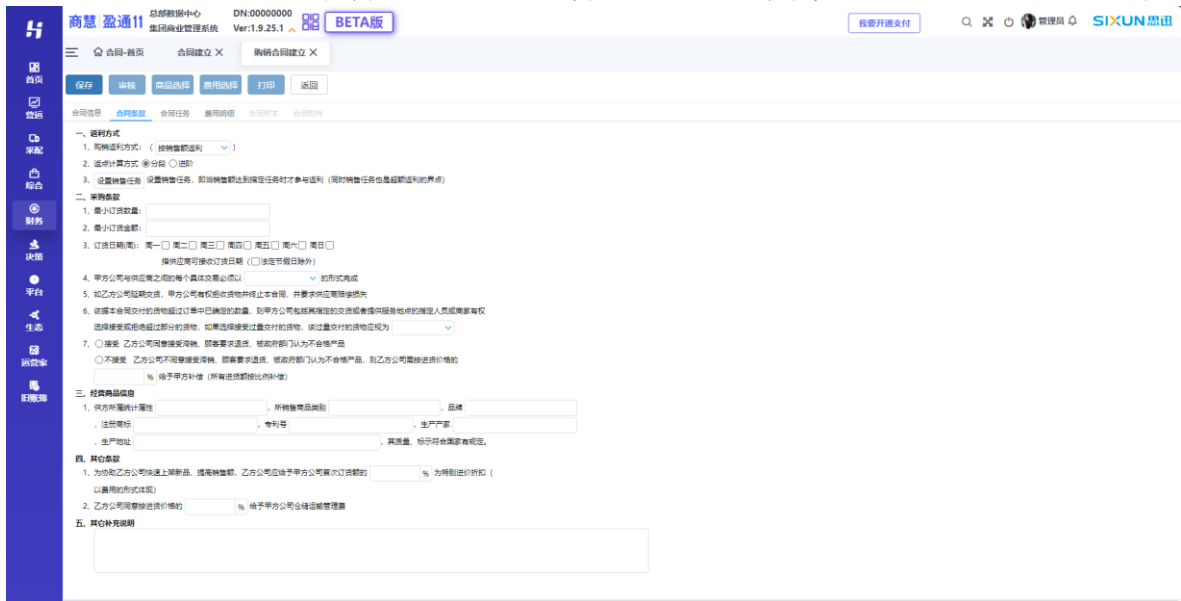 商慧 盈通11 总部数据中心 DN:00000000 BETA版 我要开通支付 管理员 SIXUN思迅
集团商业管理系统 Ver:1.9.25.1
首页
营运
采配
综合
财务
决策
平台
生态
运营家
旧账簿
合同-首页 合同建立 购销合同建立
保存 审核 商品选择 费用选择 打印 返回
合同信息 合同条款 合同任务 费用明细 合同附本 合同附件
一、返利方式
1、购销返利方式:( 按销售额返利 )
2、返点计算方式 分段 进阶
3、 设置销售任务 设置销售任务,即当销售额达到指定任务时才参与返利(同时销售任务也是超额返利的界点)
二、采购条款
1、最小订货数量:
2、最小订货金额:
3、订货日期(周): 周一 周二 周三 周四 周五 周六 周日
指供应商可接收订货日期( 法定节假日除外)
4、甲方公司与供应商之间的每个具体交易必须以 的形式完成
5、如乙方公司延期交货,甲方公司有权拒收货物并终止本合同,并要求供应商赔偿损失
6、依据本合同交付的货物超过订单中已确定的数量,则甲方公司包括其指定的交货或者提供服务地点的指定人员或商家有权
选择接受或拒绝超过部分的货物,如果选择接受过量交付的货物,该过量交付的货物应视为
7、 接受 乙方公司同意接受滞销、顾客要求退货、被政府部门认为不合格产品
不接受 乙方公司不同意接受滞销、顾客要求退货、被政府部门认为不合格产品,则乙方公司需按进货价格的
% 给予甲方补偿(所有进货额按比例补偿)
三、经营商品信息
1、供方所属统计属性 ,所销售商品类别 ,品牌
,注册商标 ,专利号 ,生产产家
,生产地址 ,其质量、标示符合国家有规定。
四、其它条款
1、为协助乙方公司快速上架新品、提高销售额,乙方公司应给予甲方公司首次订货额的 % 为特别进价折扣(
以费用的形式体现)
2、乙方公司同意按进货价格的 % 给予甲方公司仓储运输管理费
五、其它补充说明